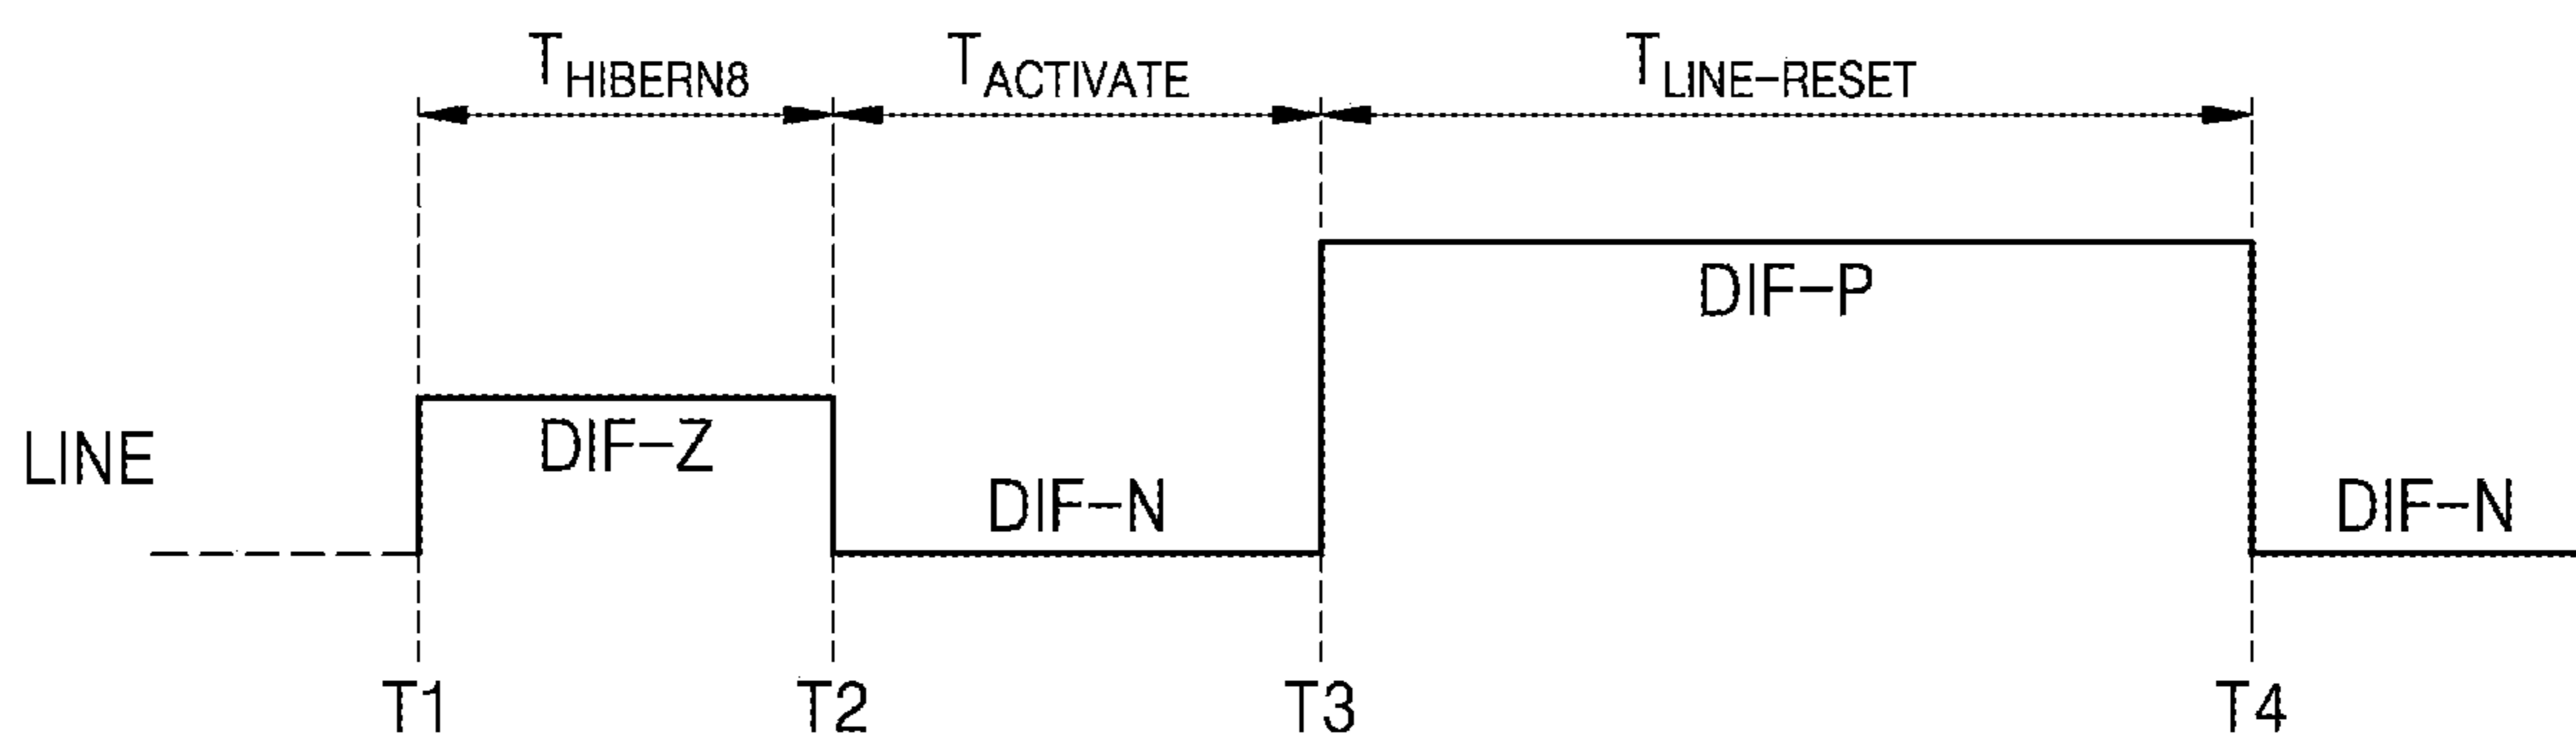 THIBERN8 TACTIVATE TLINE-RESET
DIF-P
DIF-Z
LINE
DIF-N DIF-N
T1 T2 T3 T4